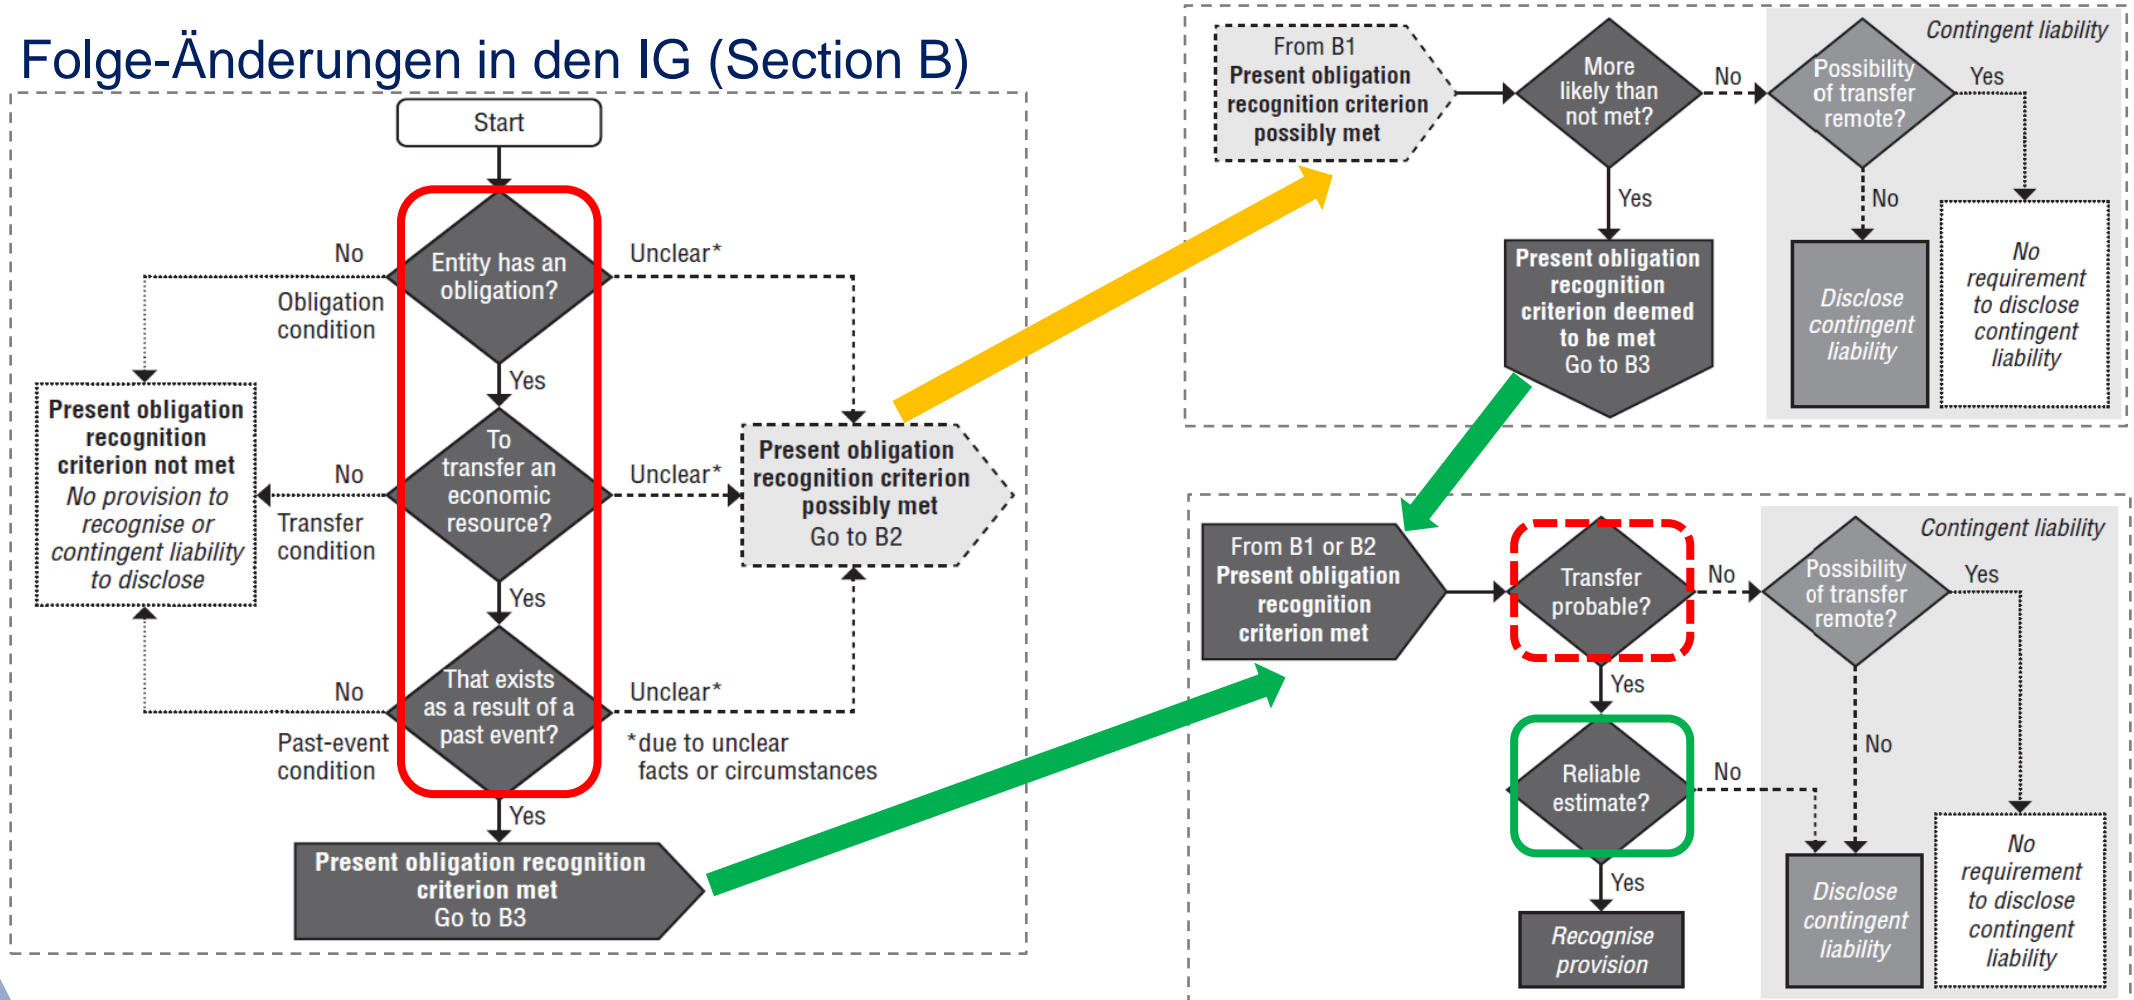 Folge-Änderungen in den IG (Section B)
Start
Entity has an
obligation?
No
Obligation
condition
Unclear*
Yes
To
transfer an
economic
resource?
No
Transfer
condition
Unclear*
Yes
That exists
as a result of a
past event?
No
Past-event
condition
Unclear*
*due to unclear
facts or circumstances
Yes
Present obligation
recognition
criterion not met
No provision to
recognise or
contingent liability
to disclose
Present obligation
recognition criterion
possibly met
Go to B2
Present obligation recognition
criterion met
Go to B3
From B1
Present obligation
recognition criterion
possibly met
More
likely than
not met?
No
Yes
Present obligation
recognition
criterion deemed
to be met
Go to B3
Contingent liability
Possibility
of transfer
remote?
Yes
No
Disclose
contingent
liability
No
requirement
to disclose
contingent
liability
From B1 or B2
Present obligation
recognition
criterion met
Transfer
probable?
No
Yes
Reliable
estimate?
No
Yes
Recognise
provision
Contingent liability
Possibility
of transfer
remote?
Yes
No
Disclose
contingent
liability
No
requirement
to disclose
contingent
liability